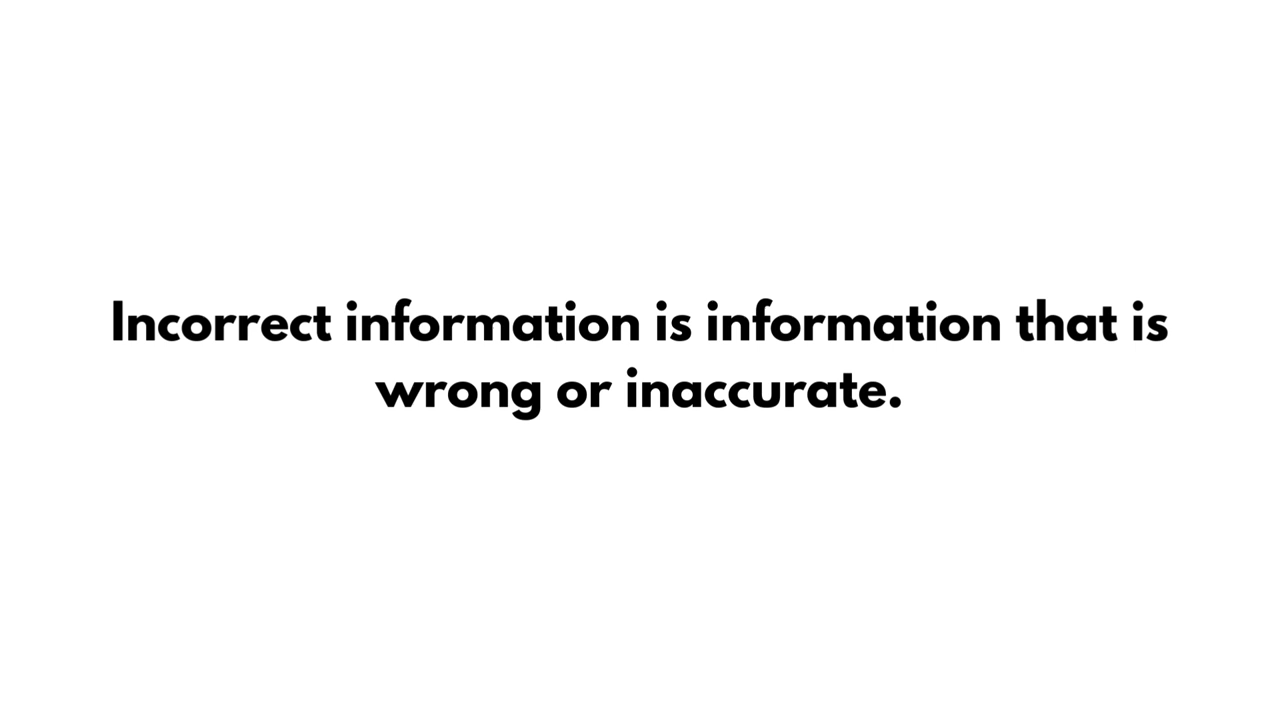 Incorrect information is information that is
wrong or inaccurate.